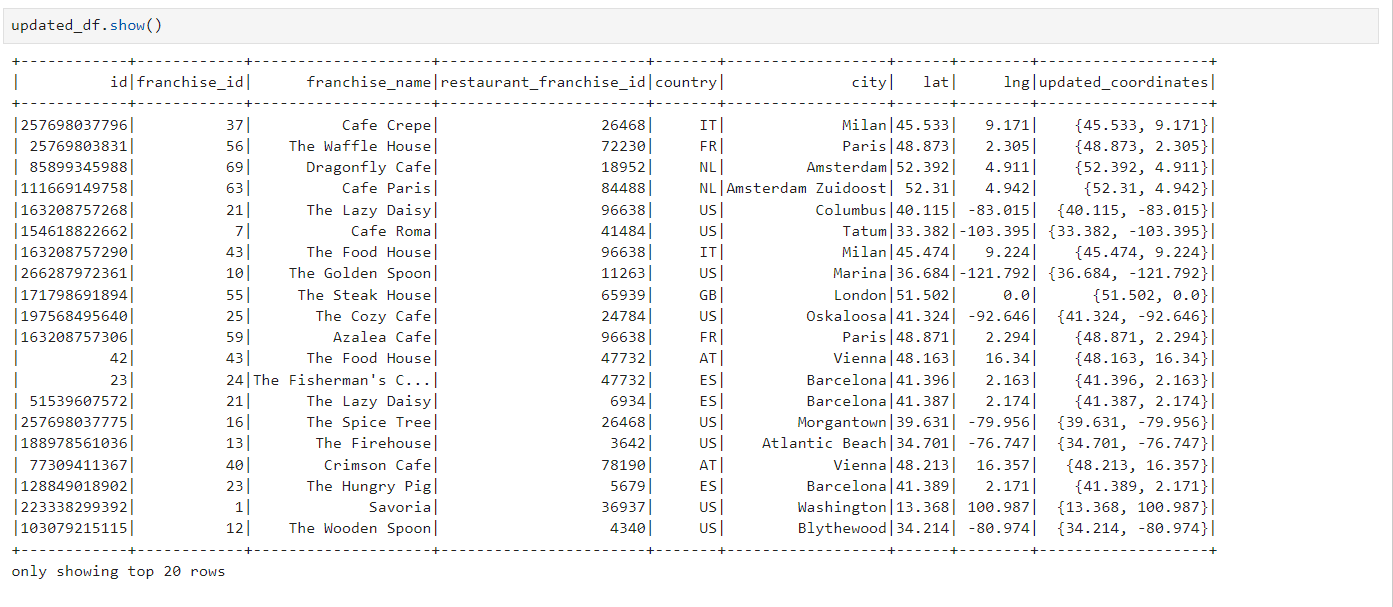 updated_df.show()
+------------+------------+--------------------+-----------------------+-------+------------------+------+--------+-------------------+
|          id|franchise_id|      franchise_name|restaurant_franchise_id|country|              city|   lat|     lng|updated_coordinates|
+------------+------------+--------------------+-----------------------+-------+------------------+------+--------+-------------------+
|257698037796|          37|          Cafe Crepe|                  26468|     IT|             Milan|45.533|   9.171|    {45.533, 9.171}|
| 25769803831|          56|    The Waffle House|                  72230|     FR|             Paris|48.873|   2.305|    {48.873, 2.305}|
| 85899345988|          69|      Dragonfly Cafe|                  18952|     NL|         Amsterdam|52.392|   4.911|    {52.392, 4.911}|
|111669149758|          63|          Cafe Paris|                  84488|     NL|Amsterdam Zuidoost| 52.31|   4.942|     {52.31, 4.942}|
|163208757268|          21|      The Lazy Daisy|                  96638|     US|          Columbus|40.115| -83.015|  {40.115, -83.015}|
|154618822662|           7|           Cafe Roma|                  41484|     US|             Tatum|33.382|-103.395| {33.382, -103.395}|
|163208757290|          43|      The Food House|                  96638|     IT|             Milan|45.474|   9.224|    {45.474, 9.224}|
|266287972361|          10|    The Golden Spoon|                  11263|     US|            Marina|36.684|-121.792| {36.684, -121.792}|
|171798691894|          55|     The Steak House|                  65939|     GB|            London|51.502|     0.0|      {51.502, 0.0}|
|197568495640|          25|       The Cozy Cafe|                  24784|     US|         Oskaloosa|41.324| -92.646|  {41.324, -92.646}|
|163208757306|          59|         Azalea Cafe|                  96638|     FR|             Paris|48.871|   2.294|    {48.871, 2.294}|
|          42|          43|      The Food House|                  47732|     AT|            Vienna|48.163|   16.34|    {48.163, 16.34}|
|          23|          24|The Fisherman's C...|                  47732|     ES|         Barcelona|41.396|   2.163|    {41.396, 2.163}|
| 51539607572|          21|      The Lazy Daisy|                   6934|     ES|         Barcelona|41.387|   2.174|    {41.387, 2.174}|
|257698037775|          16|      The Spice Tree|                  26468|     US|        Morgantown|39.631| -79.956|  {39.631, -79.956}|
|188978561036|          13|       The Firehouse|                   3642|     US|    Atlantic Beach|34.701| -76.747|  {34.701, -76.747}|
| 77309411367|          40|        Crimson Cafe|                  78190|     AT|            Vienna|48.213|  16.357|   {48.213, 16.357}|
|128849018902|          23|      The Hungry Pig|                   5679|     ES|         Barcelona|41.389|   2.171|    {41.389, 2.171}|
|223338299392|           1|            Savoria|                  36937|     US|        Washington|13.368| 100.987|  {13.368, 100.987}|
|103079215115|          12|    The Wooden Spoon|                   4340|     US|        Blythewood|34.214| -80.974|  {34.214, -80.974}|
+------------+------------+--------------------+-----------------------+-------+------------------+------+--------+-------------------+
only showing top 20 rows